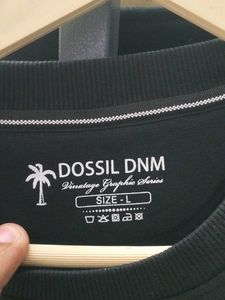 DOSSIL DNM
Vinatage Graphic Series
SIZE - L